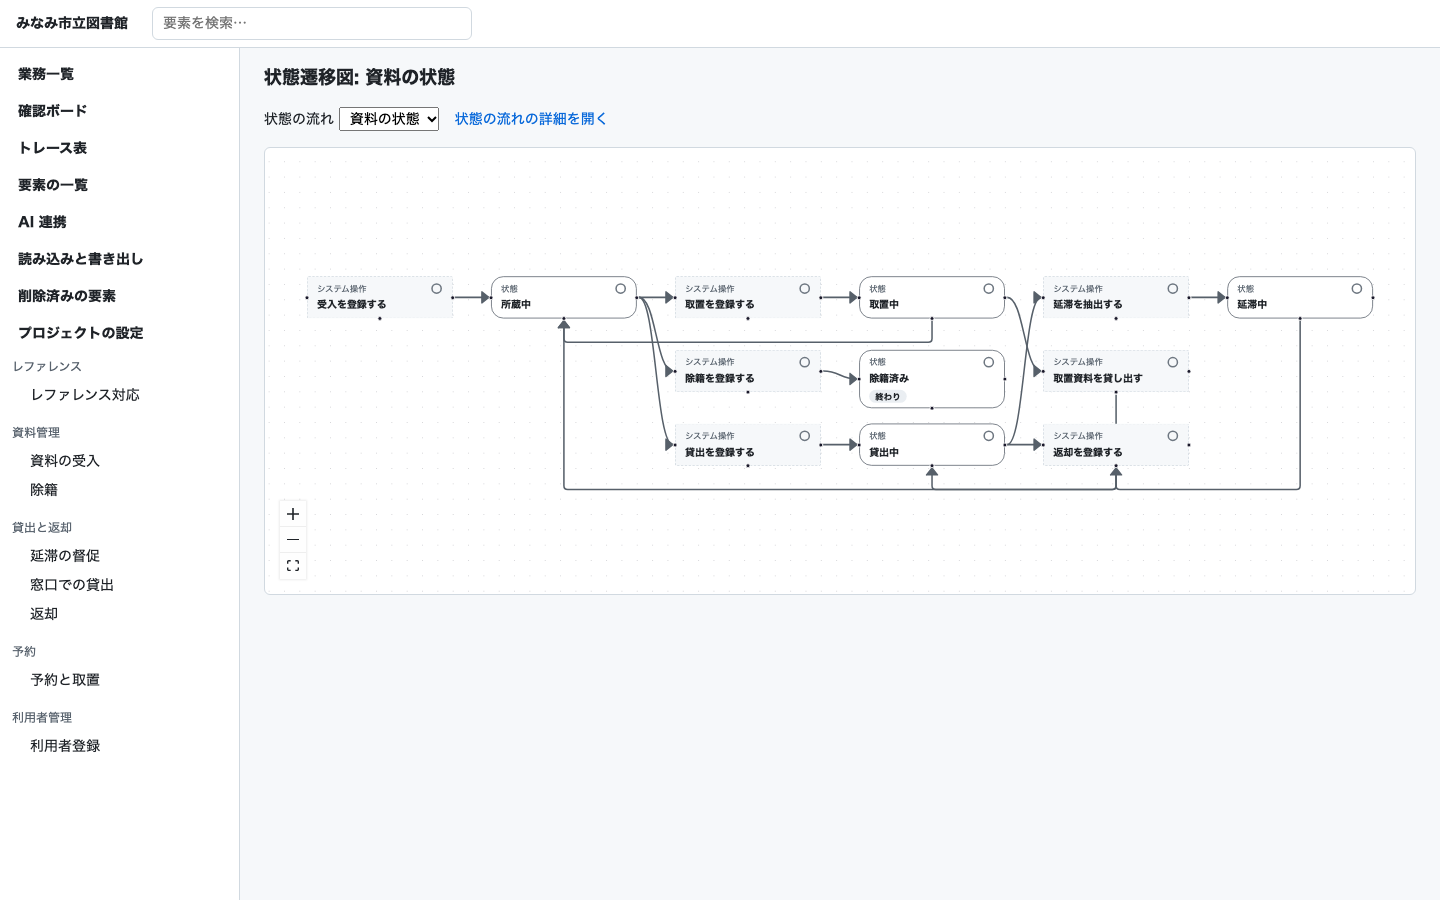 みなみ市立図書館
要素を検索…
業務一覧
確認ボード
トレース表
要素の一覧
AI 連携
読み込みと書き出し
削除済みの要素
プロジェクトの設定
レファレンス
レファレンス対応
資料管理
資料の受入
除籍
貸出と返却
延滞の督促
窓口での貸出
返却
予約
予約と取置
利用者管理
利用者登録
状態遷移図: 資料の状態
状態の流れ 資料の状態 状態の流れの詳細を開く
システム操作
受入を登録する
状態
所蔵中
システム操作
取置を登録する
状態
取置中
システム操作
延滞を抽出する
状態
延滞中
システム操作
除籍を登録する
状態
除籍済み
終わり
システム操作
取置資料を貸し出す
システム操作
貸出を登録する
状態
貸出中
システム操作
返却を登録する